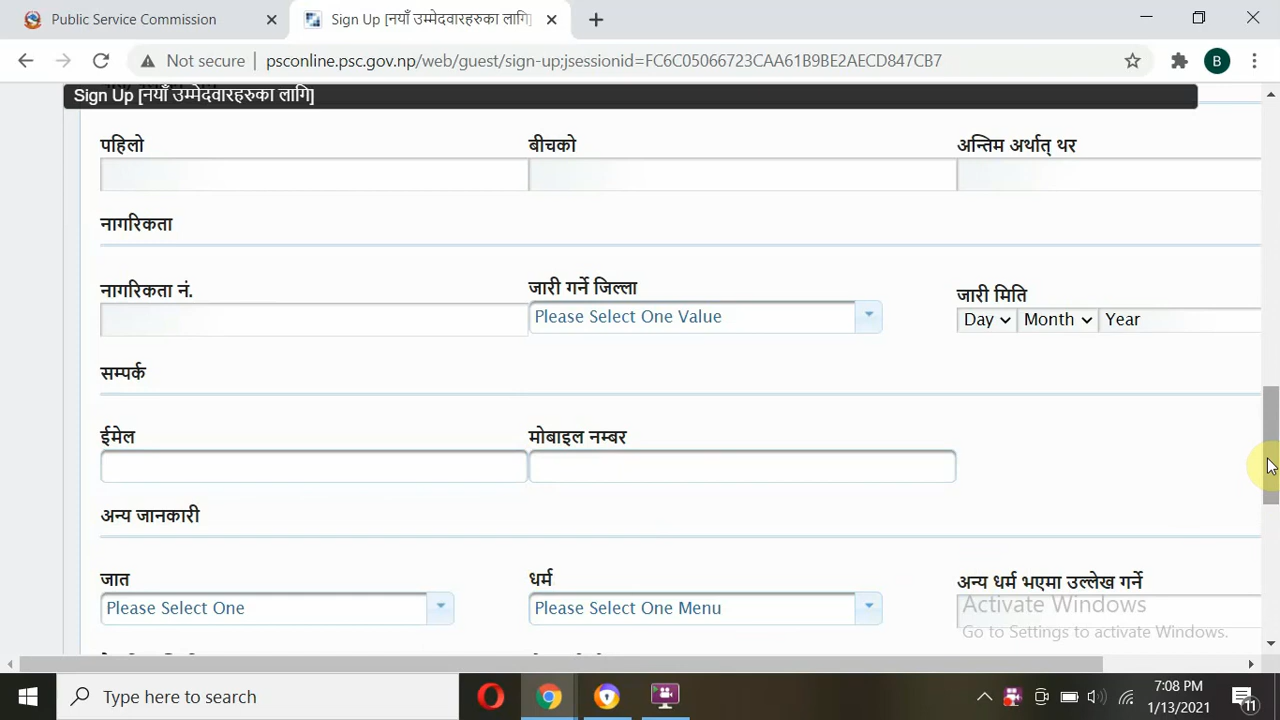 Public Service Commission
Sign Up [नयाँ उम्मेदवारहरुका लागि]
Not secure
psconline.psc.gov.np/web/guest/sign-up;jsessionid=FC6C05066723CAA61B9BE2AECD847CB7
B
Sign Up [नयाँ उम्मेदवारहरुका लागि]
पहिलो
बीचको
अन्तिम अर्थात् थर
नागरिकता
नागरिकता नं.
जारी गर्ने जिल्ला
जारी मिति
Please Select One Value
Day
Month
Year
सम्पर्क
ईमेल
मोबाइल नम्बर
अन्य जानकारी
जात
धर्म
अन्य धर्म भएमा उल्लेख गर्ने
Please Select One
Please Select One Menu
Activate Windows
Go to Settings to activate Windows.
Type here to search
7:08 PM
1/13/2021
11